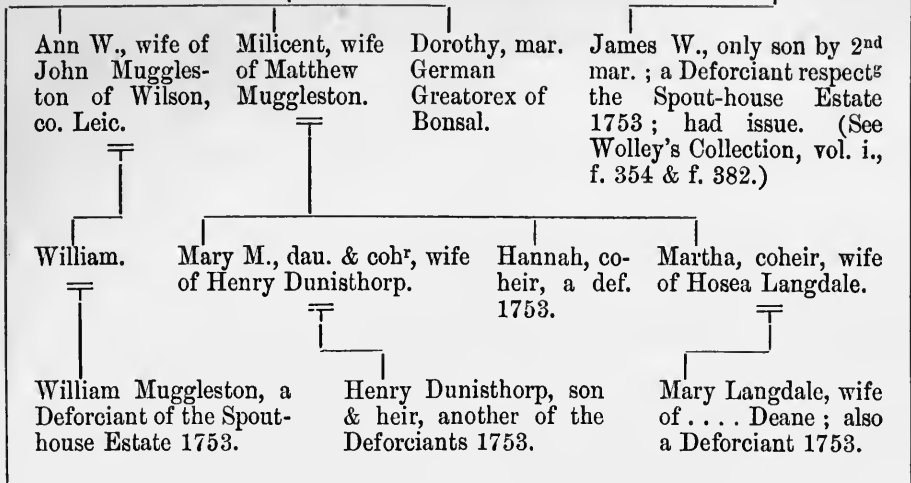 Ann W., wife of
John Muggles-
ton of Wilson,
co. Leic.
Milicent, wife
of Matthew
Muggleston.
Dorothy, mar.
German
Greatorex of
Bonsal.
James W., only son by 2nd
mar. ; a Deforciant respectg
the Spout-house Estate
1753 ; had issue. (See
Wolley's Collection, vol. i.,
f. 354 & f. 382.)
William.
Mary M., dau. & cohr, wife
of Henry Dunisthorp.
Hannah, co-
heir, a def.
1753.
Martha, coheir, wife
of Hosea Langdale.
William Muggleston, a
Deforciant of the Spout-
house Estate 1753.
Henry Dunisthorp, son
& heir, another of the
Deforciants 1753.
Mary Langdale, wife
of . . . . Deane ; also
a Deforciant 1753.